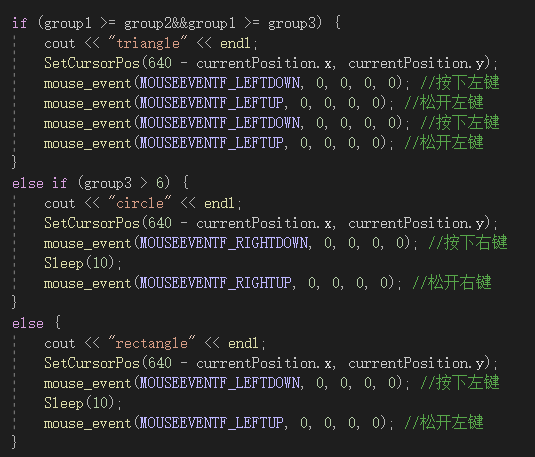 if (group1 >= group2&&group1 >= group3) {
cout << "triangle" << endl;
SetCursorPos(640 - currentPosition.x, currentPosition.y);
mouse_event(MOUSEEVENTF_LEFTDOWN, 0, 0, 0, 0); //按下左键
mouse_event(MOUSEEVENTF_LEFTUP, 0, 0, 0, 0); //松开左键
mouse_event(MOUSEEVENTF_LEFTDOWN, 0, 0, 0, 0); //按下左键
mouse_event(MOUSEEVENTF_LEFTUP, 0, 0, 0, 0); //松开左键
}
else if (group3 > 6) {
cout << "circle" << endl;
SetCursorPos(640 - currentPosition.x, currentPosition.y);
mouse_event(MOUSEEVENTF_RIGHTDOWN, 0, 0, 0, 0); //按下右键
Sleep(10);
mouse_event(MOUSEEVENTF_RIGHTUP, 0, 0, 0, 0); //松开右键
}
else {
cout << "rectangle" << endl;
SetCursorPos(640 - currentPosition.x, currentPosition.y);
mouse_event(MOUSEEVENTF_LEFTDOWN, 0, 0, 0, 0); //按下左键
Sleep(10);
mouse_event(MOUSEEVENTF_LEFTUP, 0, 0, 0, 0); //松开左键
}